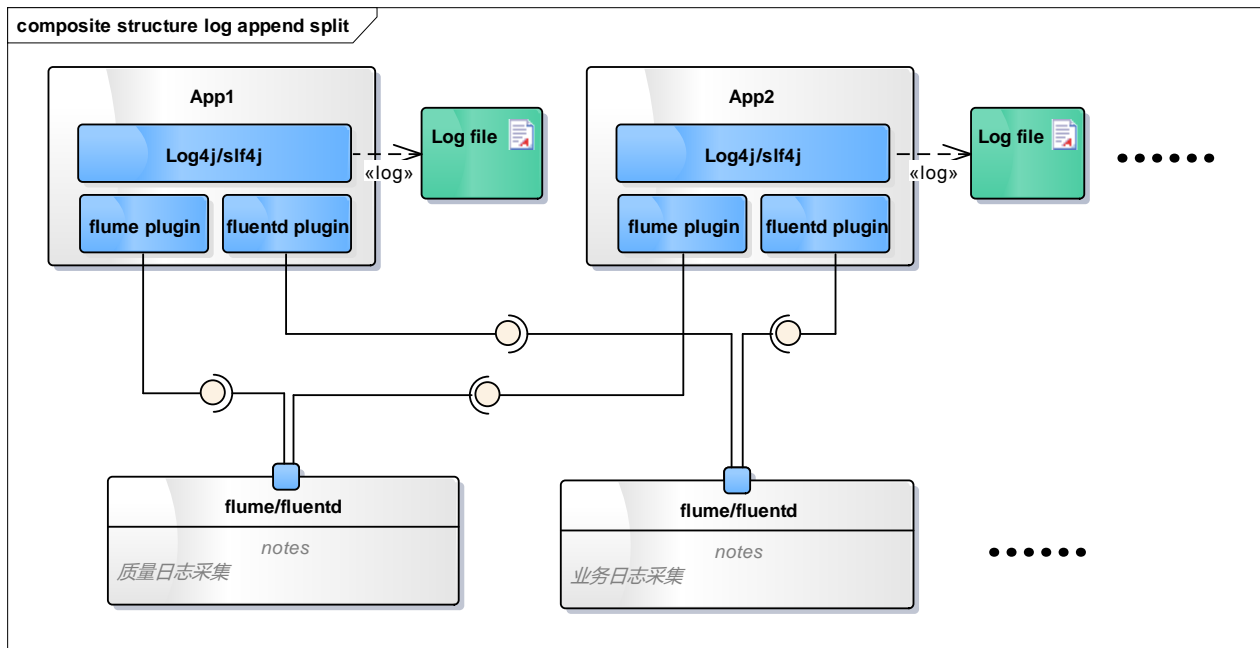 composite structure log append split
App1
Log4j/slf4j
flume plugin
fluentd plugin
«log»
Log file
App2
Log4j/slf4j
flume plugin
fluentd plugin
«log»
Log file
flume/fluentd
notes
质量日志采集
flume/fluentd
notes
业务日志采集